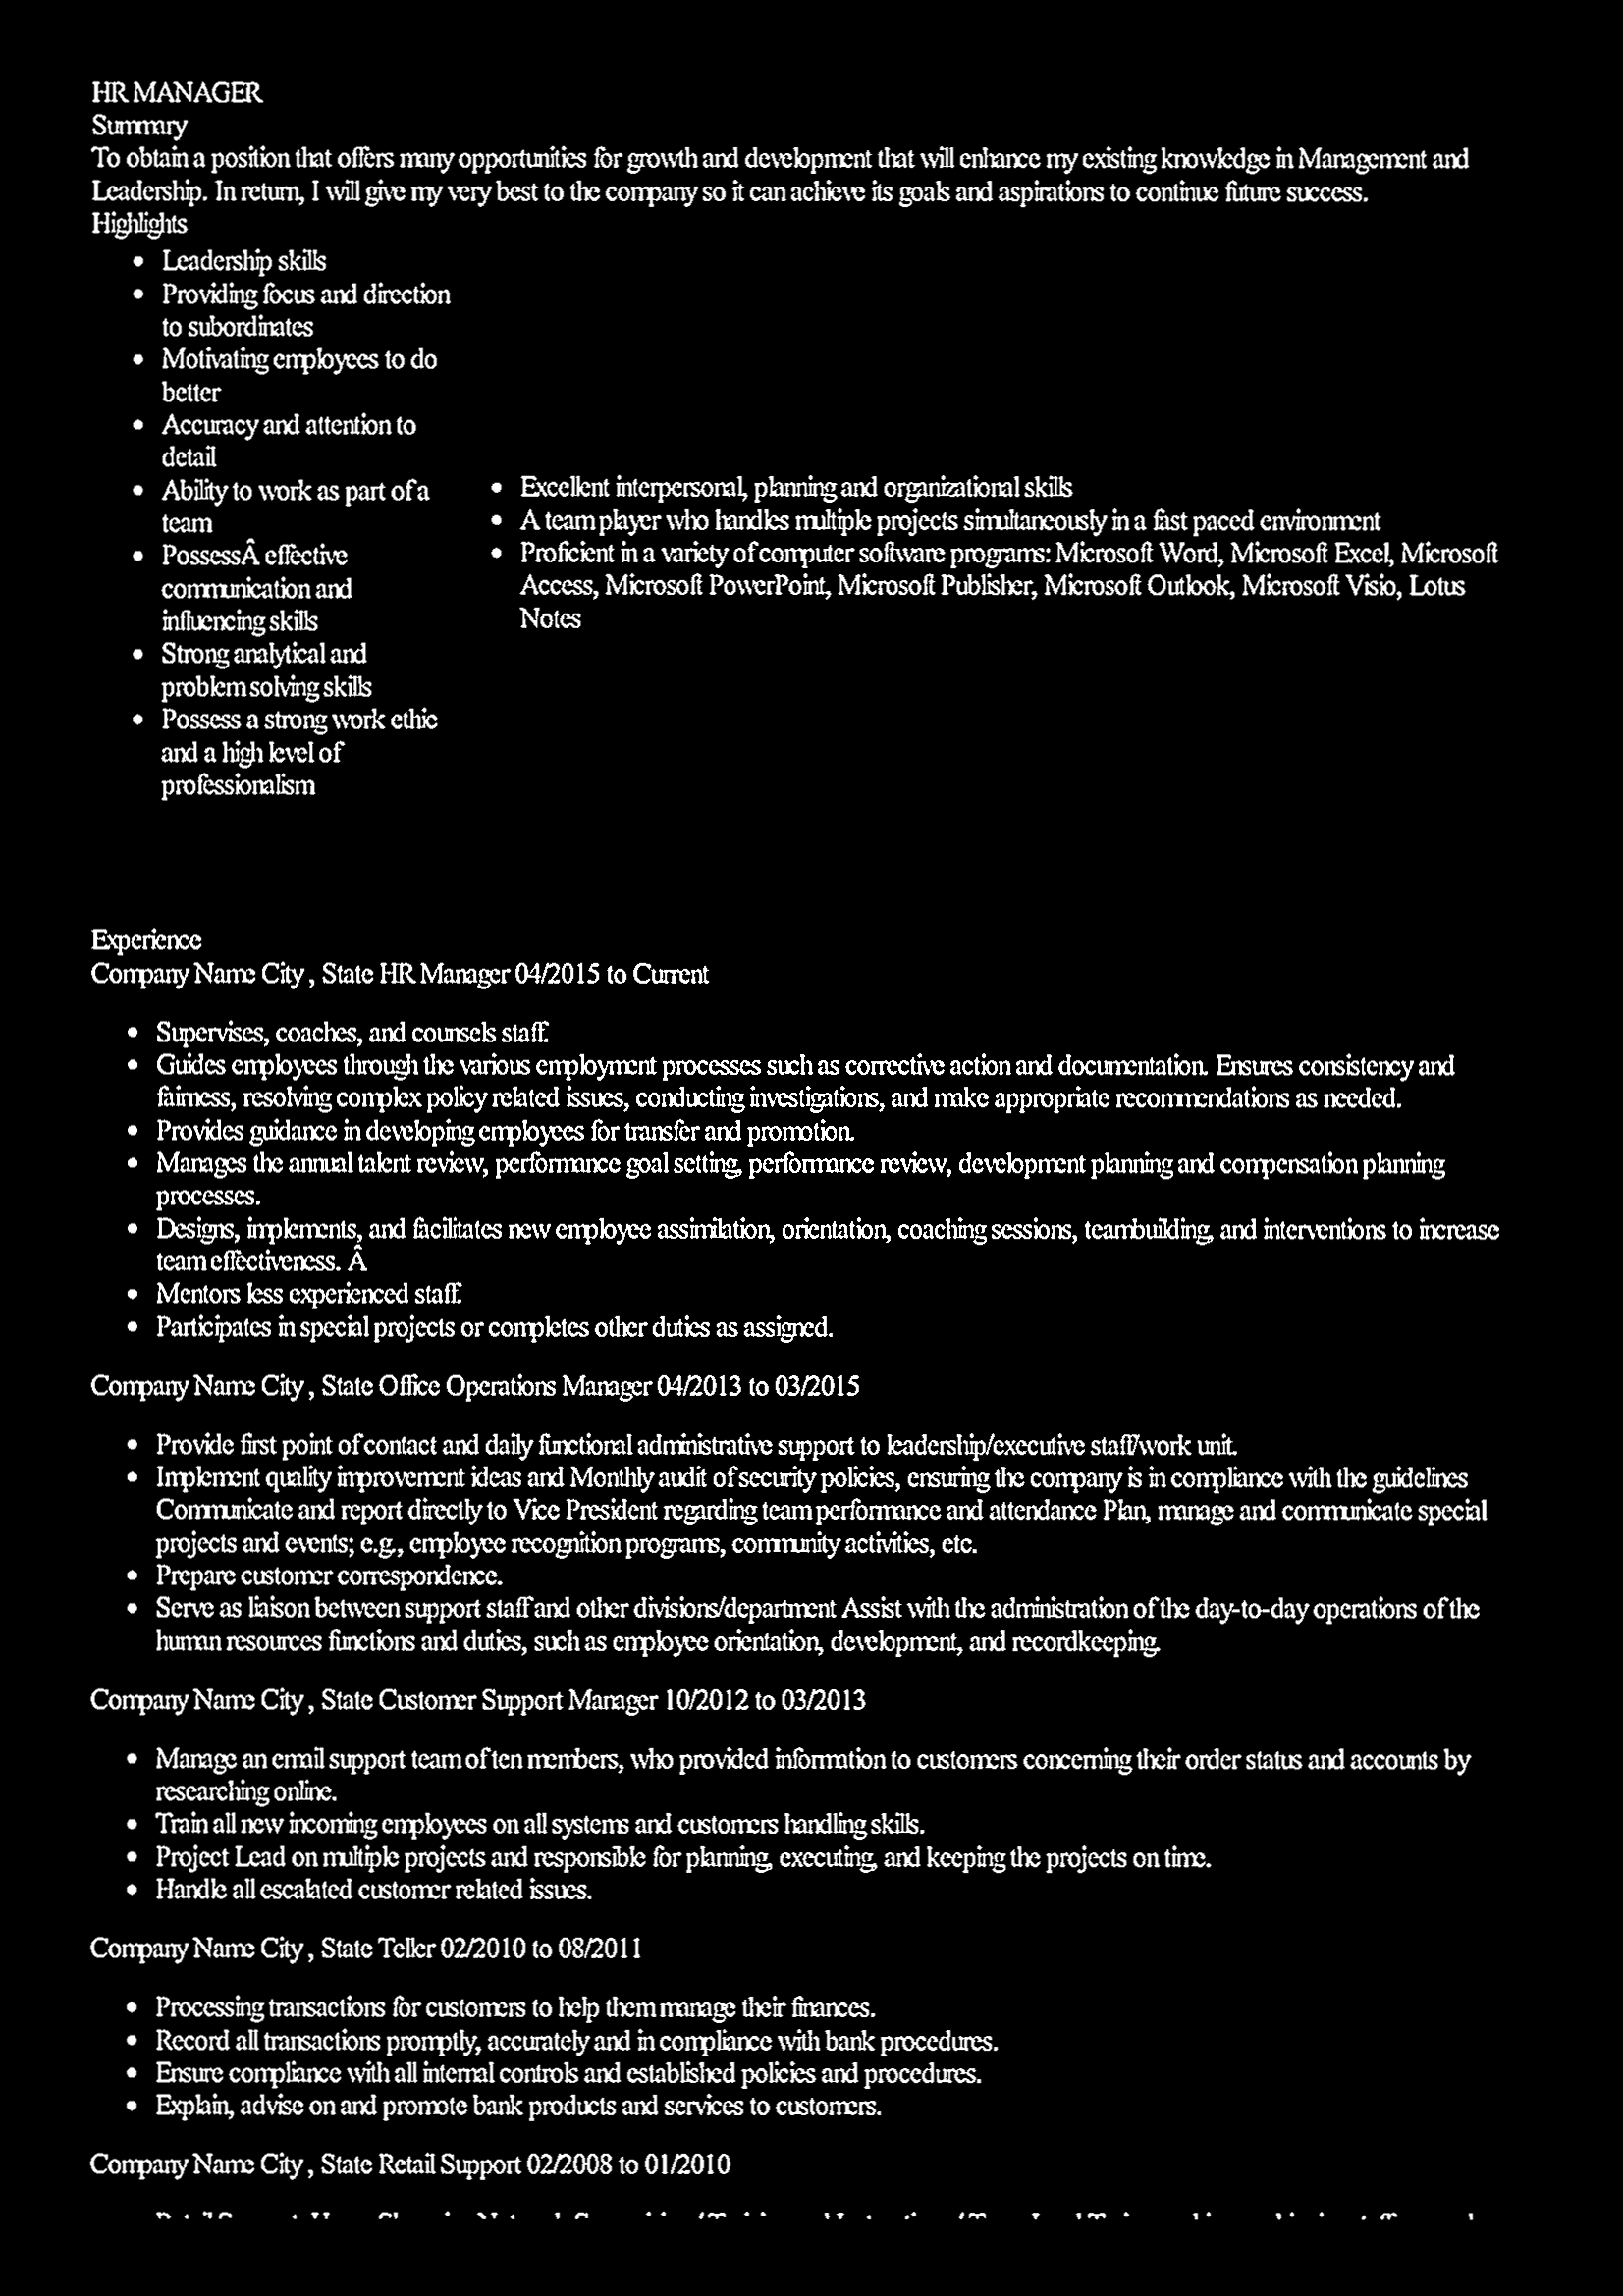 HR MANAGER
Summary
To obtain a position that offers many opportunities for growth and development that will enhance my existing knowledge in Management and
Leadership. In return, I will give my very best to the company so it can achieve its goals and aspirations to continue future success.
Highlights
• Leadership skills
• Providing focus and direction
to subordinates
• Motivating employees to do
better
• Accuracy and attention to
detail
• Ability to work as part of a
team
• PossessÂ effective
communication and
influencing skills
• Strong analytical and
problem solving skills
• Possess a strong work ethic
and a high level of
professionalism
• Excellent interpersonal, planning and organizational skills
• A team player who handles multiple projects simultaneously in a fast paced environment
• Proficient in a variety of computer software programs: Microsoft Word, Microsoft Excel, Microsoft
Access, Microsoft PowerPoint, Microsoft Publisher, Microsoft Outlook, Microsoft Visio, Lotus
Notes
Experience
Company Name City , State HR Manager 04/2015 to Current
• Supervises, coaches, and counsels staff.
• Guides employees through the various employment processes such as corrective action and documentation. Ensures consistency and
fairness, resolving complex policy related issues, conducting investigations, and make appropriate recommendations as needed.
• Provides guidance in developing employees for transfer and promotion.
• Manages the annual talent review, performance goal setting, performance review, development planning and compensation planning
processes.
• Designs, implements, and facilitates new employee assimilation, orientation, coaching sessions, teambuilding, and interventions to increase
team effectiveness. Â
• Mentors less experienced staff.
• Participates in special projects or completes other duties as assigned.
Company Name City , State Office Operations Manager 04/2013 to 03/2015
• Provide first point of contact and daily functional administrative support to leadership/executive staff/work unit.
• Implement quality improvement ideas and Monthly audit of security policies, ensuring the company is in compliance with the guidelines
Communicate and report directly to Vice President regarding team performance and attendance Plan, manage and communicate special
projects and events; e.g., employee recognition programs, community activities, etc.
• Prepare customer correspondence.
• Serve as liaison between support staff and other divisions/department Assist with the administration of the day-to-day operations of the
human resources functions and duties, such as employee orientation, development, and recordkeeping.
Company Name City , State Customer Support Manager 10/2012 to 03/2013
• Manage an email support team of ten members, who provided information to customers concerning their order status and accounts by
researching online.
• Train all new incoming employees on all systems and customers handling skills.
• Project Lead on multiple projects and responsible for planning, executing, and keeping the projects on time.
• Handle all escalated customer related issues.
Company Name City , State Teller 02/2010 to 08/2011
• Processing transactions for customers to help them manage their finances.
• Record all transactions promptly, accurately and in compliance with bank procedures.
• Ensure compliance with all internal controls and established policies and procedures.
• Explain, advise on and promote bank products and services to customers.
Company Name City , State Retail Support 02/2008 to 01/2010